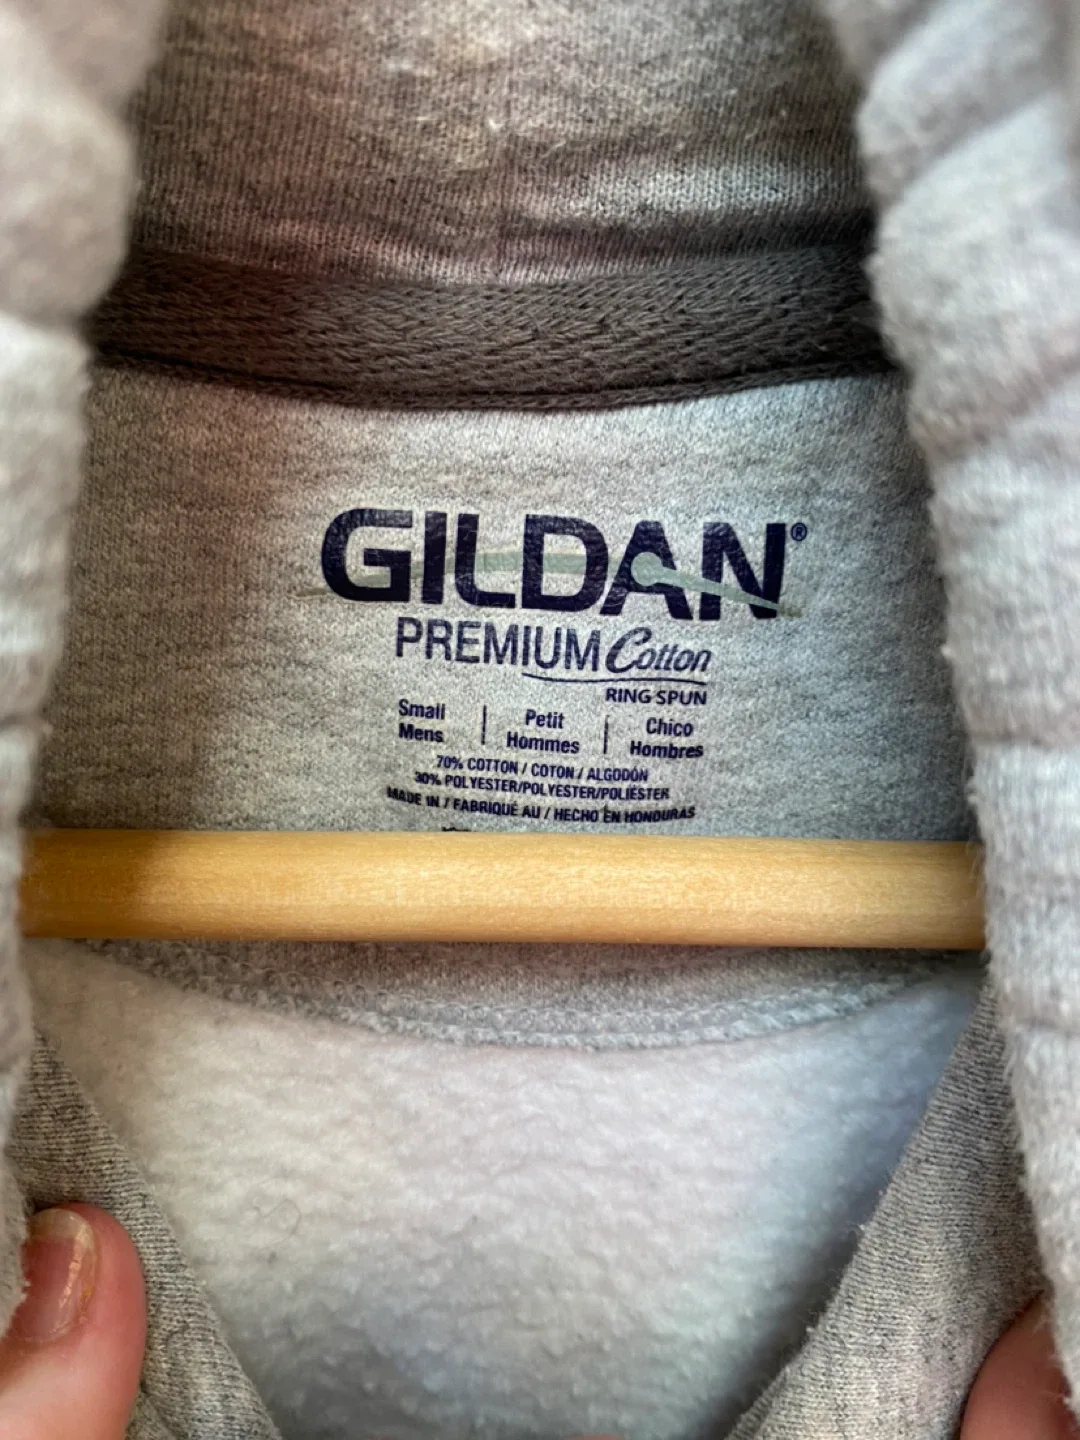 GILDAN®
PREMIUM Cotton
RING SPUN
Small | Petit | Chico
Mens | Hommes | Hombres
70% COTTON / COTON / ALGODÓN
30% POLYESTER/POLYESTER/POLIÉSTER
MADE IN / FABRIQUÉ AU / HECHO EN HONDURAS